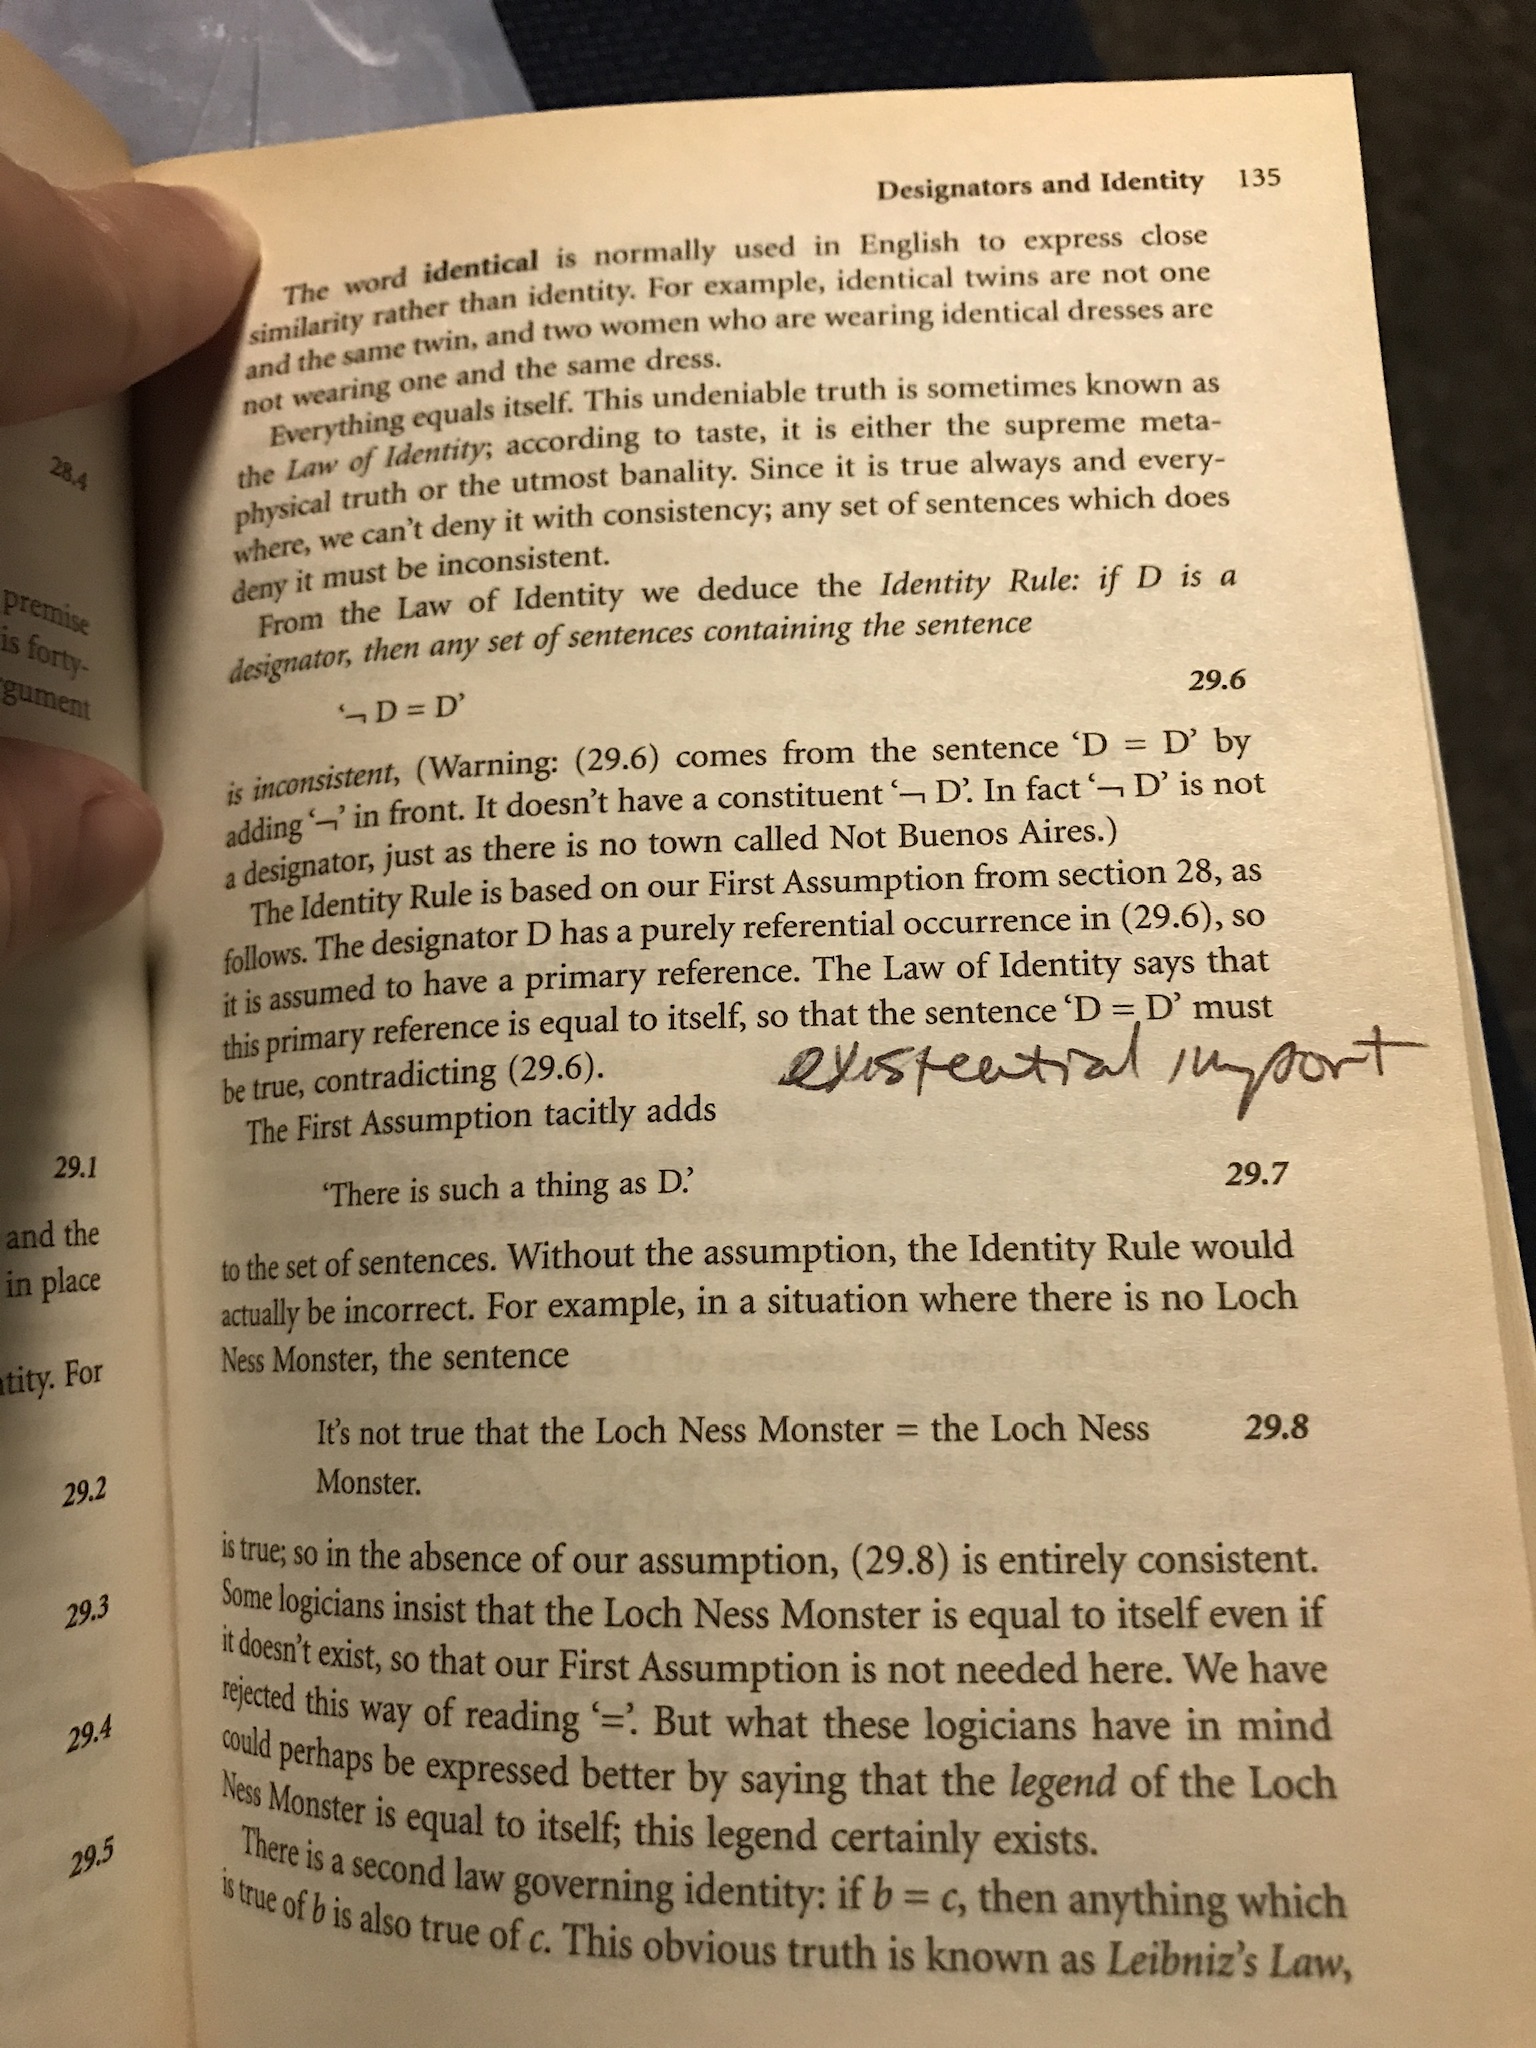 Designators and Identity 135
The word identical is normally used in English to express close
similarity rather than identity. For example, identical twins are not one
and the same twin, and two women who are wearing identical dresses are
not wearing one and the same dress.
Everything equals itself. This undeniable truth is sometimes known as
the Law of Identity; according to taste, it is either the supreme meta-
physical truth or the utmost banality. Since it is true always and every-
where, we can't deny it with consistency; any set of sentences which does
deny it must be inconsistent.
From the Law of Identity we deduce the Identity Rule: if D is a
designator, then any set of sentences containing the sentence
‘¬ D = D’ 29.6
is inconsistent, (Warning: (29.6) comes from the sentence ‘D = D’ by
adding ‘¬’ in front. It doesn't have a constituent ‘¬ D’. In fact ‘¬ D’ is not
a designator, just as there is no town called Not Buenos Aires.)
The Identity Rule is based on our First Assumption from section 28, as
follows. The designator D has a purely referential occurrence in (29.6), so
it is assumed to have a primary reference. The Law of Identity says that
this primary reference is equal to itself, so that the sentence ‘D = D’ must
be true, contradicting (29.6).
existential import
The First Assumption tacitly adds
‘There is such a thing as D.’ 29.7
to the set of sentences. Without the assumption, the Identity Rule would
actually be incorrect. For example, in a situation where there is no Loch
Ness Monster, the sentence
It's not true that the Loch Ness Monster = the Loch Ness 29.8
Monster.
is true; so in the absence of our assumption, (29.8) is entirely consistent.
Some logicians insist that the Loch Ness Monster is equal to itself even if
it doesn't exist, so that our First Assumption is not needed here. We have
rejected this way of reading ‘=’. But what these logicians have in mind
could perhaps be expressed better by saying that the legend of the Loch
Ness Monster is equal to itself; this legend certainly exists.
There is a second law governing identity: if b = c, then anything which
is true of b is also true of c. This obvious truth is known as Leibniz's Law,
28.4
premise
is forty-
gument
29.1
and the
in place
tity. For
29.2
29.3
29.4
29.5